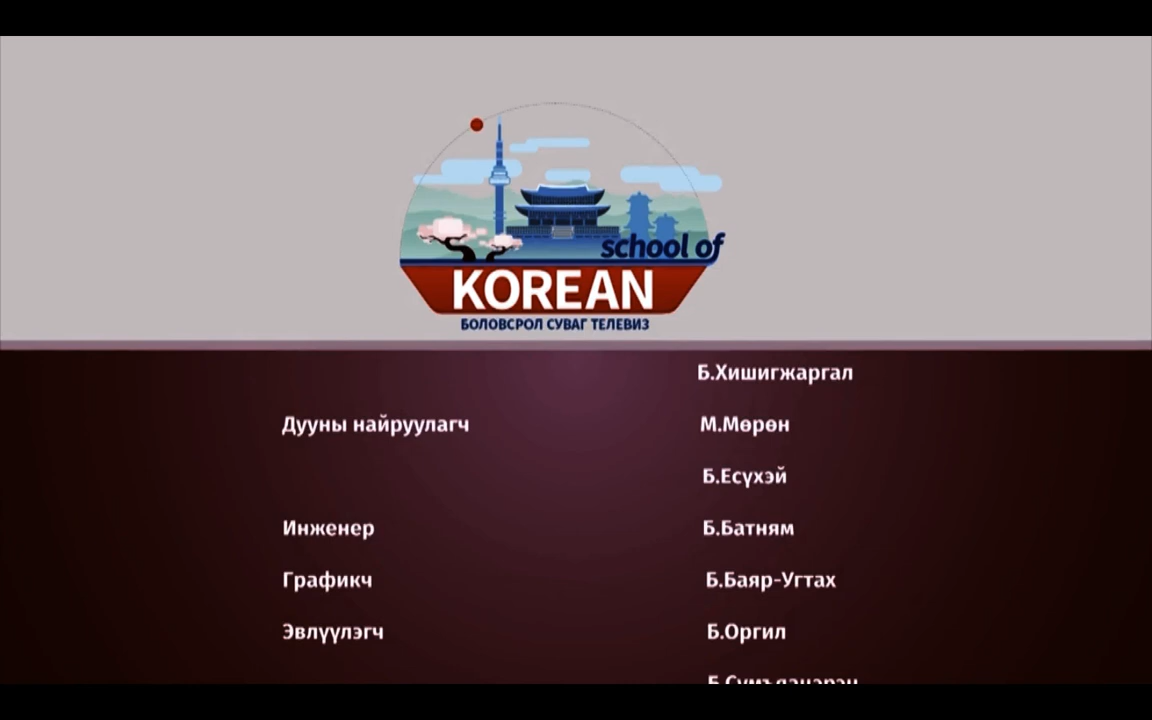 school of
KOREAN
БОЛОВСРОЛ СУВАГ ТЕЛЕВИЗ
Б.Хишигжаргал
Дууны найруулагч М.Мөрөн
Б.Есүхэй
Инженер Б.Батням
Графикч Б.Баяр-Угтах
Эвлүүлэгч Б.Оргил